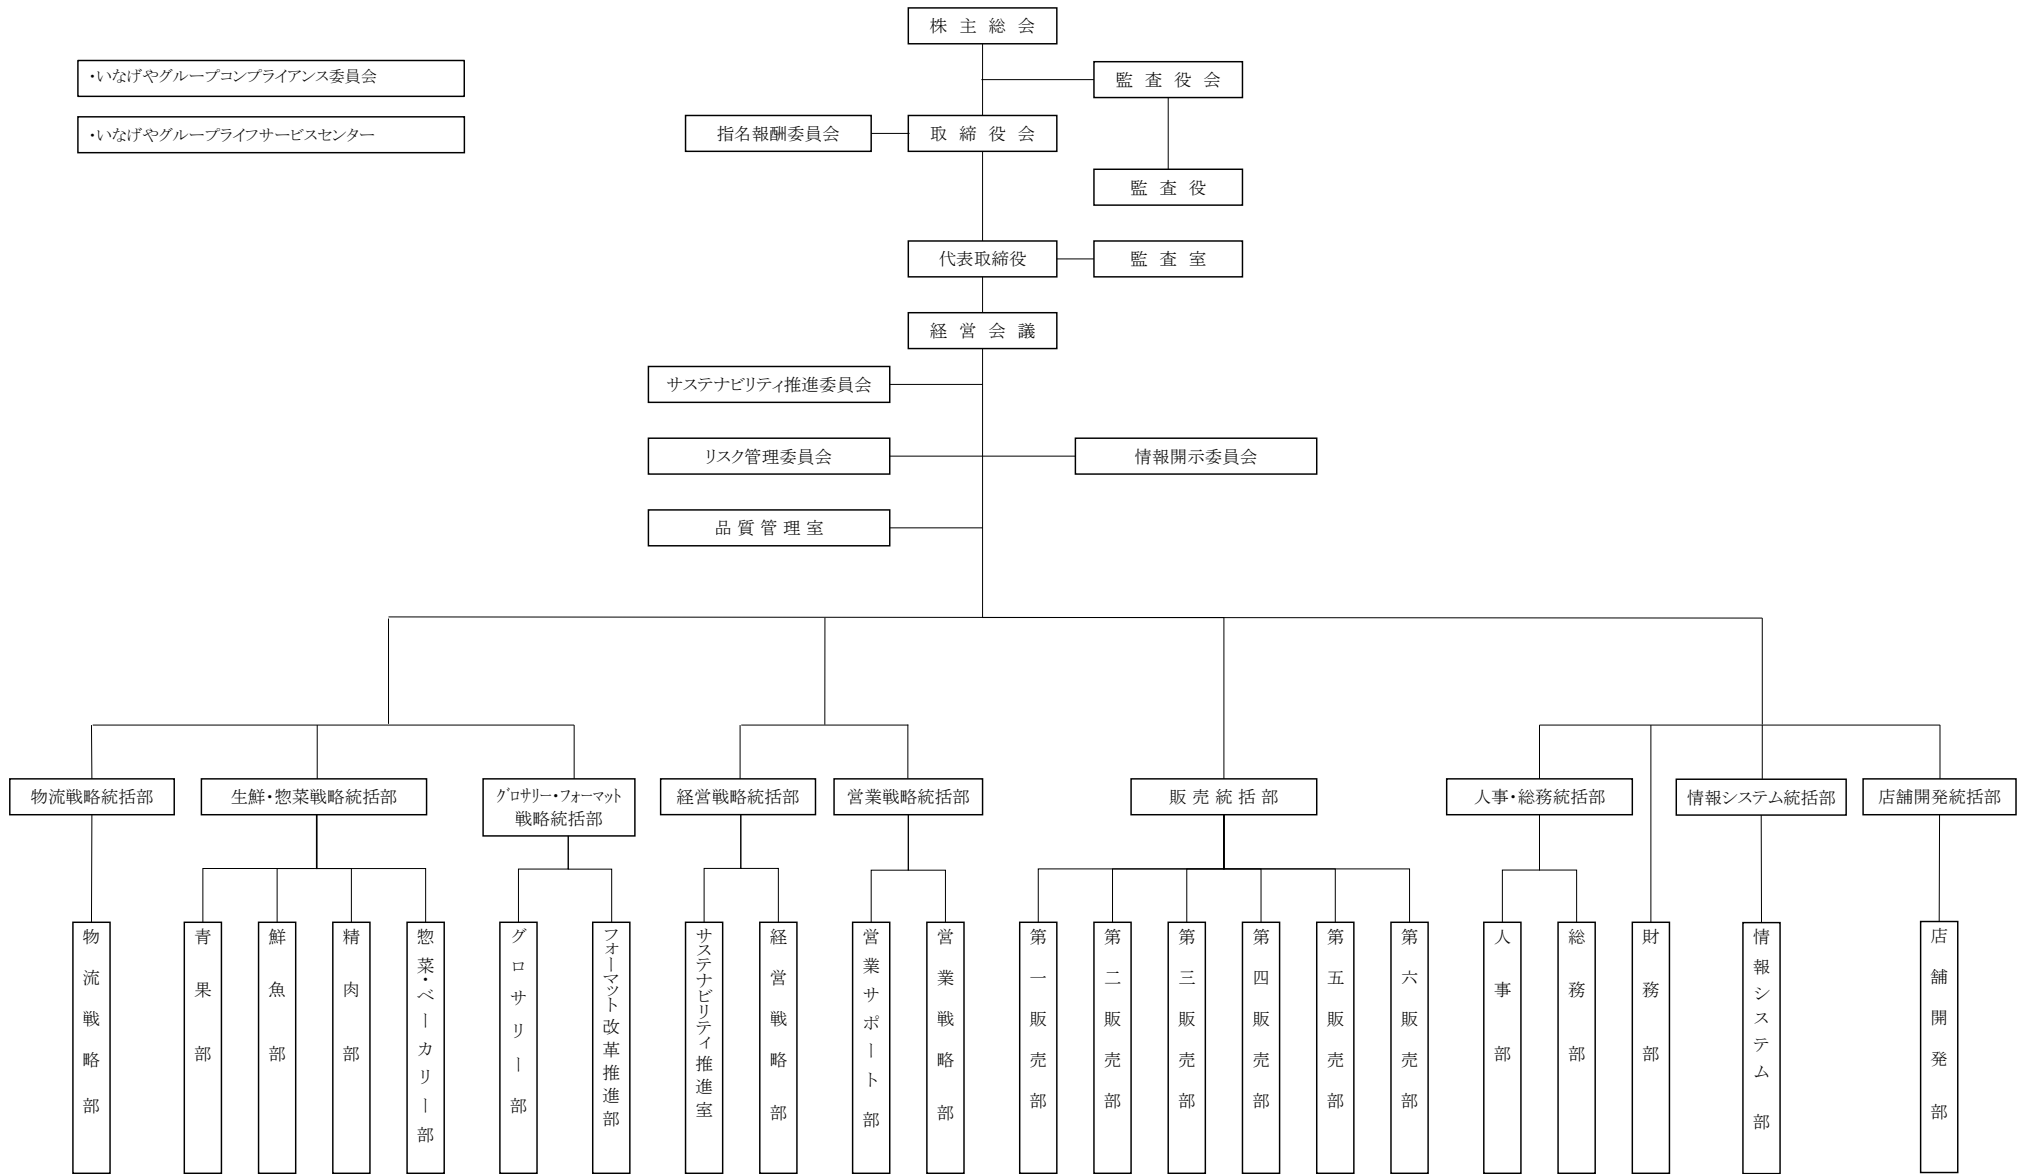 株主総会
・いなげやグループコンプライアンス委員会
監査役会
・いなげやグループライフサービスセンター
指名報酬委員会
取締役会
監査役
代表取締役
監査室
経営会議
サステナビリティ推進委員会
リスク管理委員会
情報開示委員会
品質管理室
物流戦略統括部
生鮮・惣菜戦略統括部
グロサリー・フォーマット
戦略統括部
経営戦略統括部
営業戦略統括部
販売統括部
人事・総務統括部
情報システム統括部
店舗開発統括部
物流戦略部
青果部
鮮魚部
精肉部
惣菜・ベーカリー部
グロサリー部
フォーマット改革推進部
サステナビリティ推進室
経営戦略部
営業サポート部
営業戦略部
第一販売部
第二販売部
第三販売部
第四販売部
第五販売部
第六販売部
人事部
総務部
財務部
情報システム部
店舗開発部